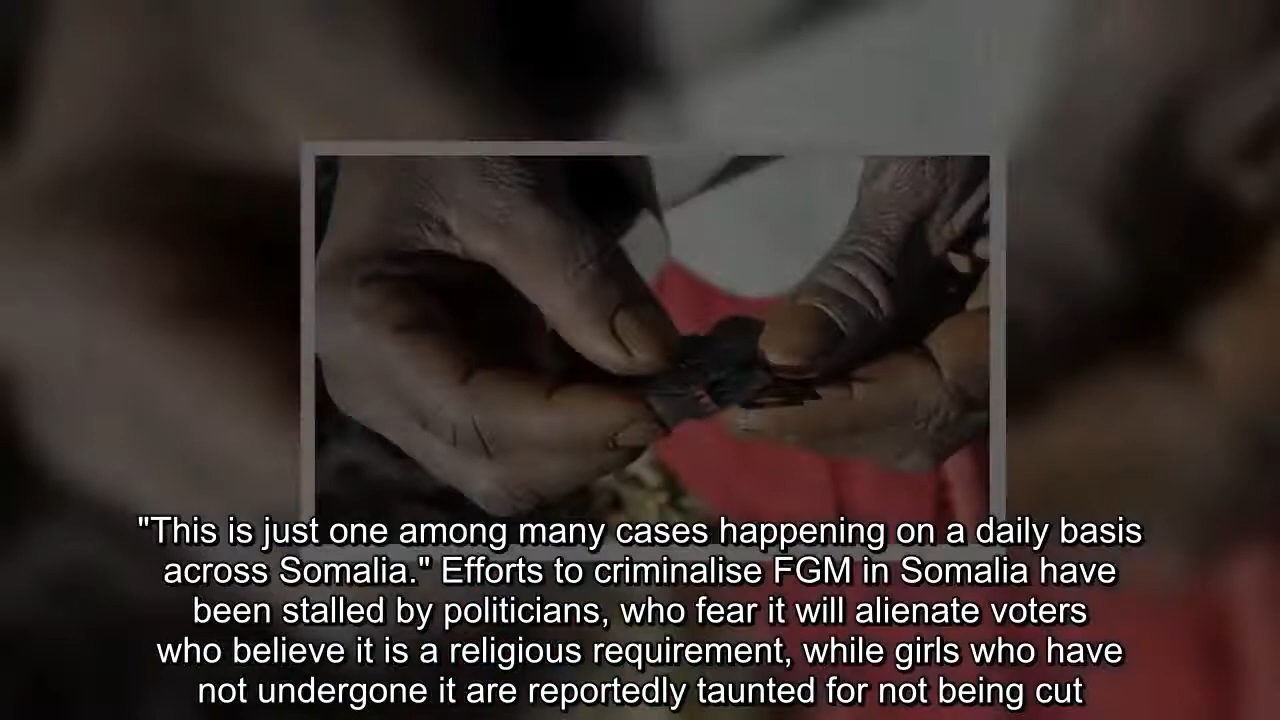 "This is just one among many cases happening on a daily basis
across Somalia." Efforts to criminalise FGM in Somalia have
been stalled by politicians, who fear it will alienate voters
who believe it is a religious requirement, while girls who have
not undergone it are reportedly taunted for not being cut